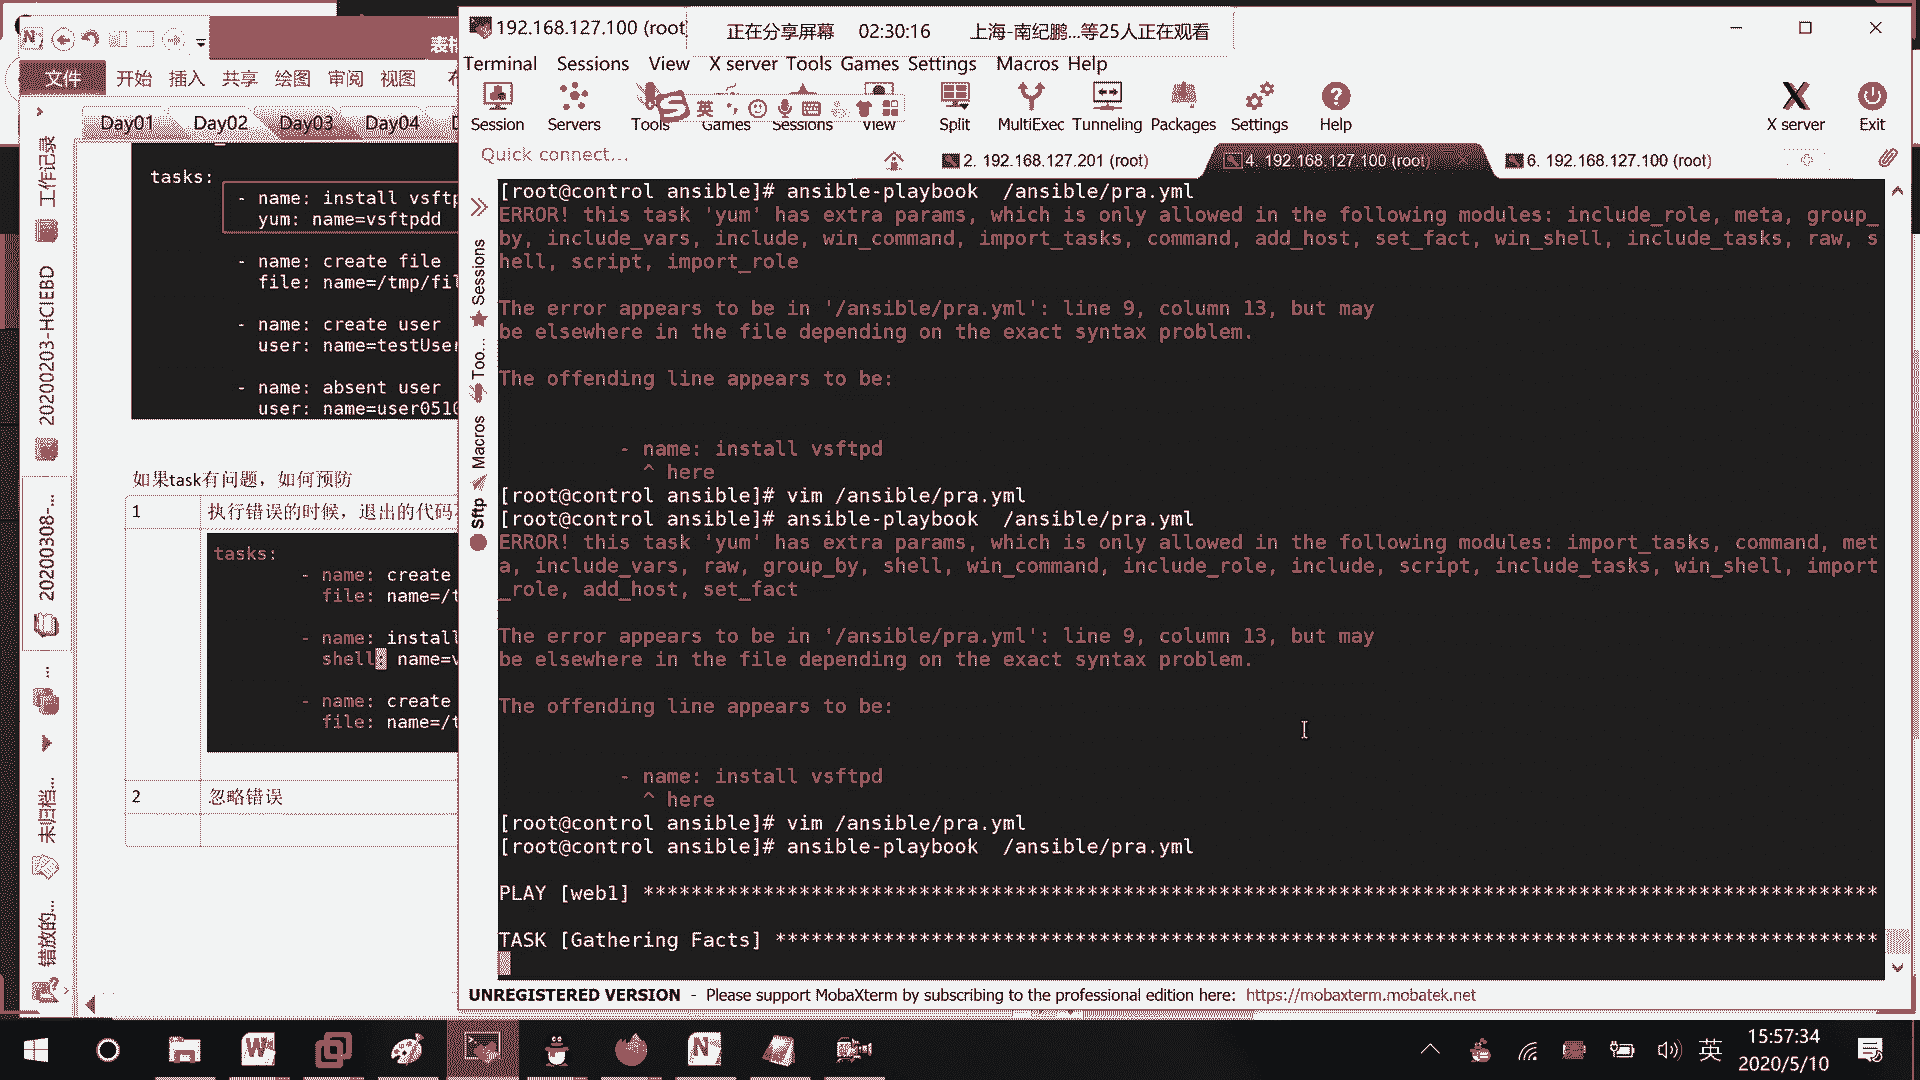 192.168.127.100 (root
正在分享屏幕 02:30:16 上海-南纪鹏...等25人正在观看
Terminal Sessions View X server Tools Games Settings Macros Help
Session Servers Tools Games Sessions View Split MultiExec Tunneling Packages Settings Help X server Exit
英
Quick connect...
2. 192.168.127.201 (root)
4. 192.168.127.100 (root)
6. 192.168.127.100 (root)
文件 开始 插入 共享 绘图 审阅 视图
Day01 Day02 Day03 Day04
工作记录
20200203-HCIEBD
20200308-...
...
未归档...
错放的...
tasks:
- name: install vsftp
yum: name=vsftpdd
- name: create file
file: name=/tmp/fil
- name: create user
user: name=testUser
- name: absent user
user: name=user0510
如果task有问题，如何预防
1 执行错误的时候，退出的代码
tasks:
- name: create
file: name=/t
- name: install
shell: name=v
- name: create
file: name=/t
2 忽略错误
Sessions
Too...
Macros
Sftp
[root@control ansible]# ansible-playbook  /ansible/pra.yml
ERROR! this task 'yum' has extra params, which is only allowed in the following modules: include_role, meta, group_
by, include_vars, include, win_command, import_tasks, command, add_host, set_fact, win_shell, include_tasks, raw, s
hell, script, import_role
The error appears to be in '/ansible/pra.yml': line 9, column 13, but may
be elsewhere in the file depending on the exact syntax problem.
The offending line appears to be:
- name: install vsftpd
^ here
[root@control ansible]# vim /ansible/pra.yml
[root@control ansible]# ansible-playbook  /ansible/pra.yml
ERROR! this task 'yum' has extra params, which is only allowed in the following modules: import_tasks, command, met
a, include_vars, raw, group_by, shell, win_command, include_role, include, script, include_tasks, win_shell, import
_role, add_host, set_fact
The error appears to be in '/ansible/pra.yml': line 9, column 13, but may
be elsewhere in the file depending on the exact syntax problem.
The offending line appears to be:
- name: install vsftpd
^ here
[root@control ansible]# vim /ansible/pra.yml
[root@control ansible]# ansible-playbook  /ansible/pra.yml
PLAY [web1] *******************************************************************************************************
TASK [Gathering Facts] ********************************************************************************************
UNREGISTERED VERSION - Please support MobaXterm by subscribing to the professional edition here: https://mobaxterm.mobatek.net
英
15:57:34
2020/5/10